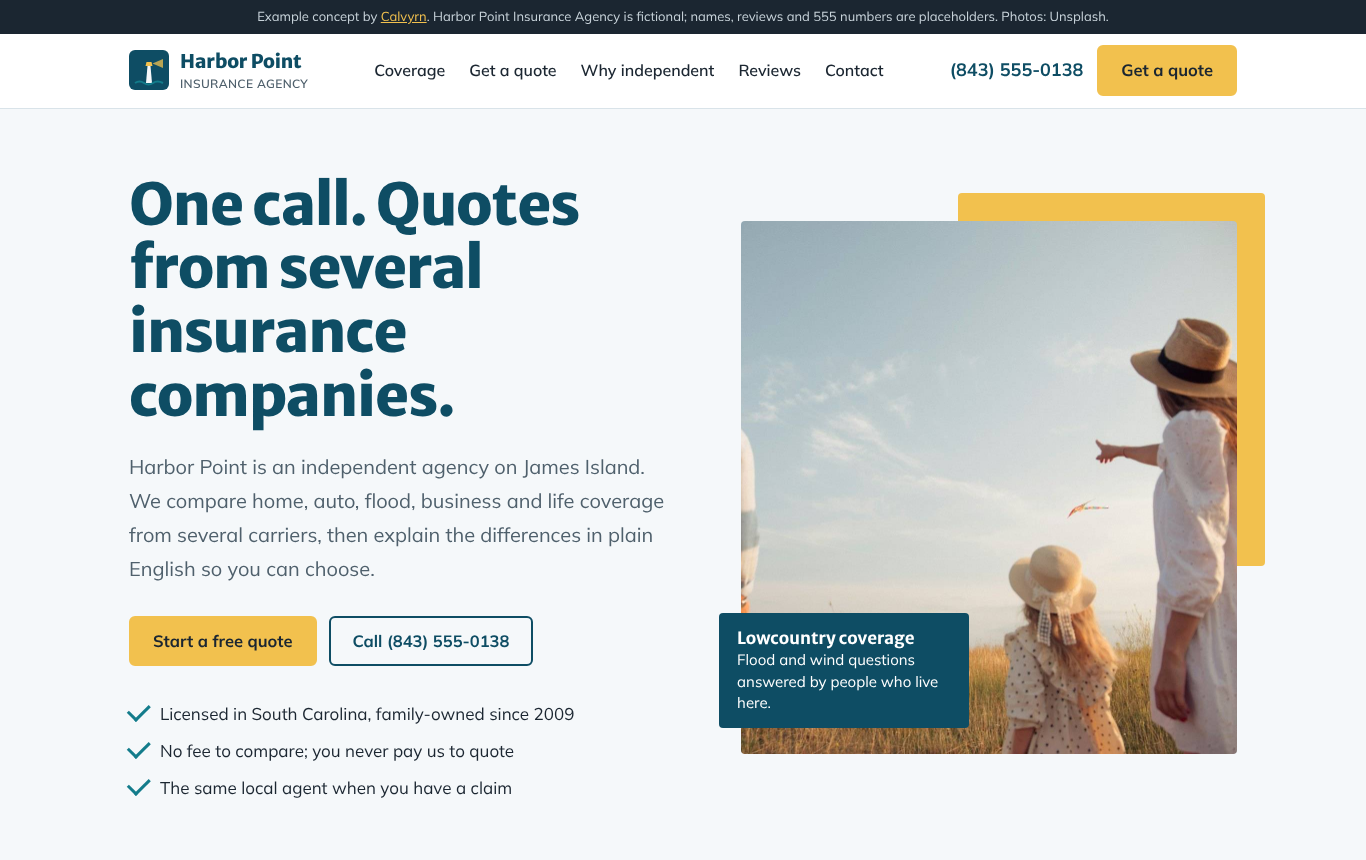 Example concept by Calvyrn. Harbor Point Insurance Agency is fictional; names, reviews and 555 numbers are placeholders. Photos: Unsplash.
Harbor Point
INSURANCE AGENCY
Coverage
Get a quote
Why independent
Reviews
Contact
(843) 555-0138
Get a quote
One call. Quotes
from several
insurance
companies.
Harbor Point is an independent agency on James Island.
We compare home, auto, flood, business and life coverage
from several carriers, then explain the differences in plain
English so you can choose.
Start a free quote
Call (843) 555-0138
Licensed in South Carolina, family-owned since 2009
No fee to compare; you never pay us to quote
The same local agent when you have a claim
Lowcountry coverage
Flood and wind questions
answered by people who live
here.